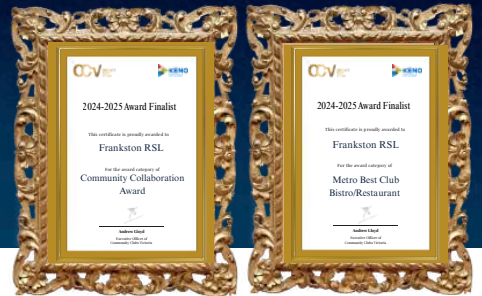 CCV
KENO
2024-2025 Award Finalist
This certificate is proudly awarded to
Frankston RSL
For the award category of
Community Collaboration
Award
Andrew Lloyd
Executive Officer of
Community Clubs Victoria
CCV
KENO
2024-2025 Award Finalist
This certificate is proudly awarded to
Frankston RSL
For the award category of
Metro Best Club
Bistro/Restaurant
Andrew Lloyd
Executive Officer of
Community Clubs Victoria